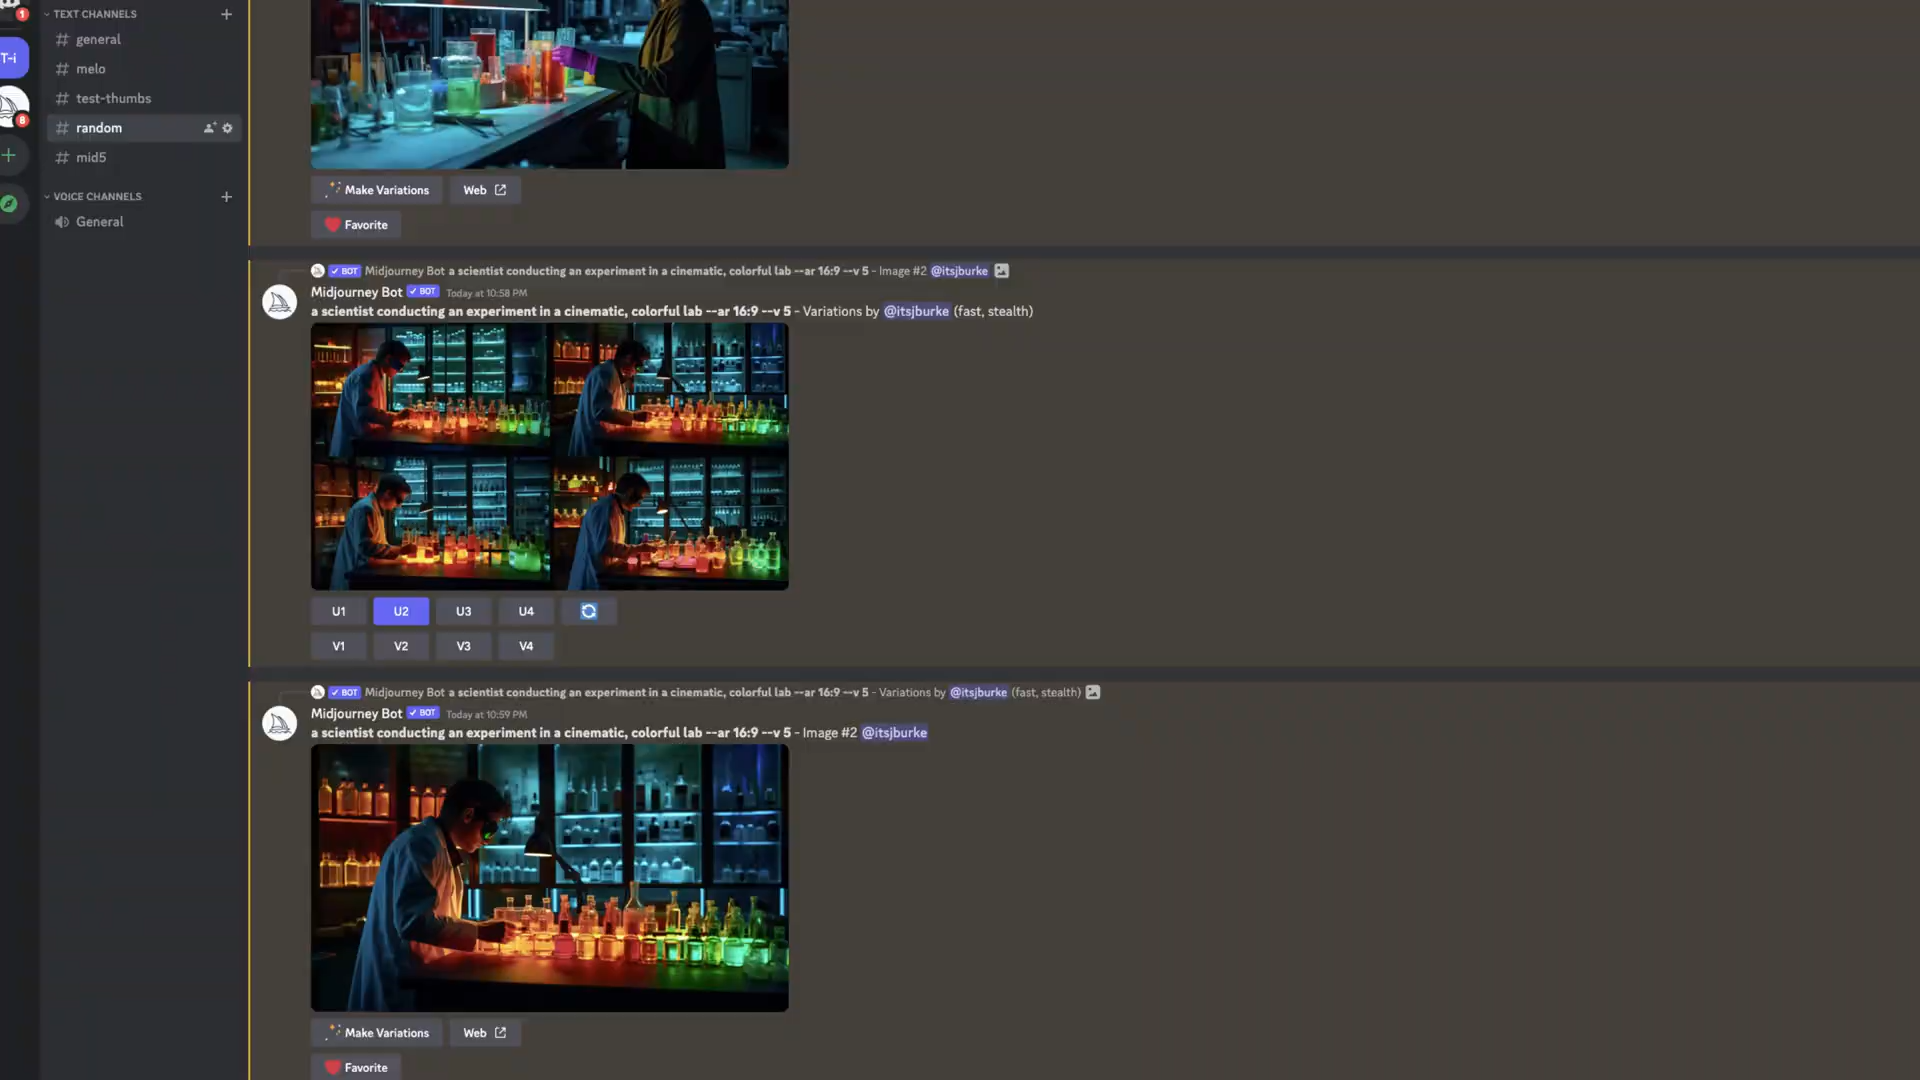 TEXT CHANNELS
1
general
T-i
melo
test-thumbs
8
random
mid5
VOICE CHANNELS
General
Make Variations
Web
Favorite
BOT Midjourney Bot a scientist conducting an experiment in a cinematic, colorful lab --ar 16:9 --v 5 - Image #2 @itsjburke
Midjourney Bot BOT Today at 10:58 PM
a scientist conducting an experiment in a cinematic, colorful lab --ar 16:9 --v 5 - Variations by @itsjburke (fast, stealth)
U1 U2 U3 U4
V1 V2 V3 V4
BOT Midjourney Bot a scientist conducting an experiment in a cinematic, colorful lab --ar 16:9 --v 5 - Variations by @itsjburke (fast, stealth)
Midjourney Bot BOT Today at 10:59 PM
a scientist conducting an experiment in a cinematic, colorful lab --ar 16:9 --v 5 - Image #2 @itsjburke
Make Variations
Web
Favorite